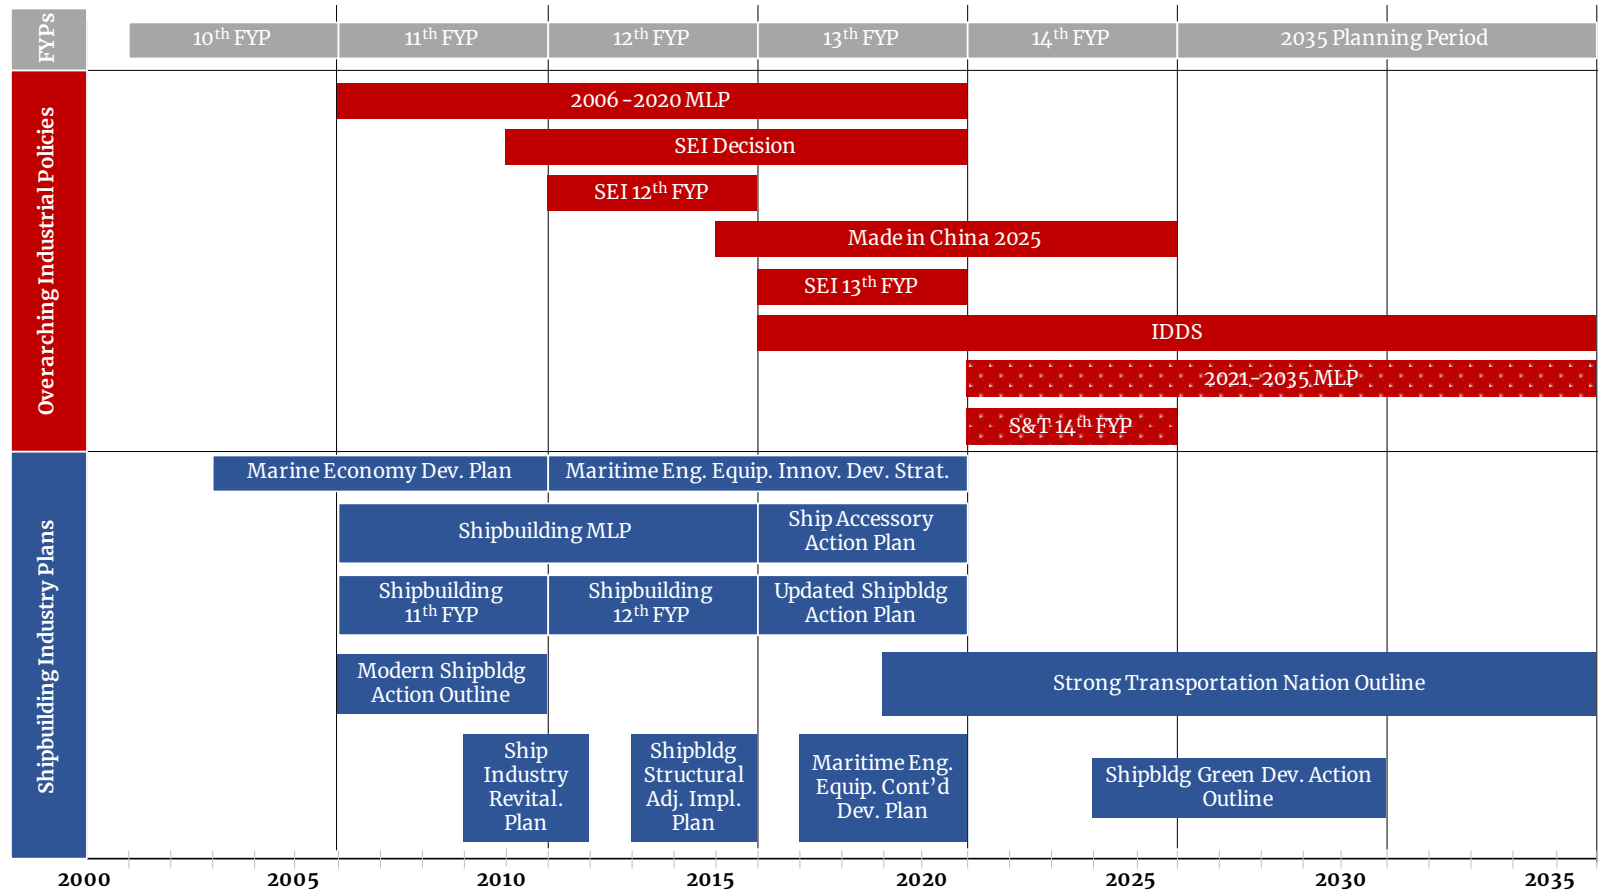 FYPs
10th FYP
11th FYP
12th FYP
13th FYP
14th FYP
2035 Planning Period
Overarching Industrial Policies
2006-2020 MLP
SEI Decision
SEI 12th FYP
Made in China 2025
SEI 13th FYP
IDDS
2021-2035 MLP
S&T 14th FYP
Shipbuilding Industry Plans
Marine Economy Dev. Plan
Maritime Eng. Equip. Innov. Dev. Strat.
Shipbuilding MLP
Ship Accessory
Action Plan
Shipbuilding
11th FYP
Shipbuilding
12th FYP
Updated Shipbldg
Action Plan
Modern Shipbldg
Action Outline
Strong Transportation Nation Outline
Ship
Industry
Revital.
Plan
Shipbldg
Structural
Adj. Impl.
Plan
Maritime Eng.
Equip. Cont’d
Dev. Plan
Shipbldg Green Dev. Action
Outline
2000
2005
2010
2015
2020
2025
2030
2035